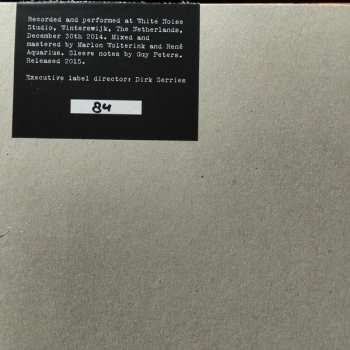 Recorded and performed at White Noise
Studio, Winterswijk, The Netherlands,
December 30th 2014. Mixed and
mastered by Marlon Wolterink and René
Aquarius. Sleeve notes by Guy Peters.
Released 2015.
Executive label director: Dirk Serries
84